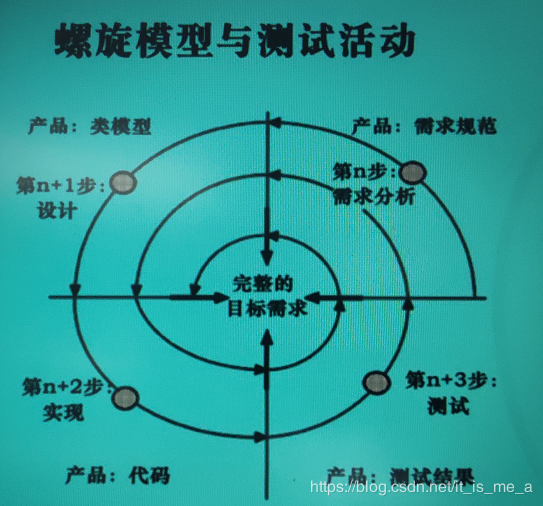 螺旋模型与测试活动
产品：类模型
产品：需求规范
第n+1步：
设计
第n步：
需求分析
完整的
目标需求
第n+2步：
实现
第n+3步：
测试
产品：代码
产品：测试结果
https://blog.csdn.net/it_is_me_a